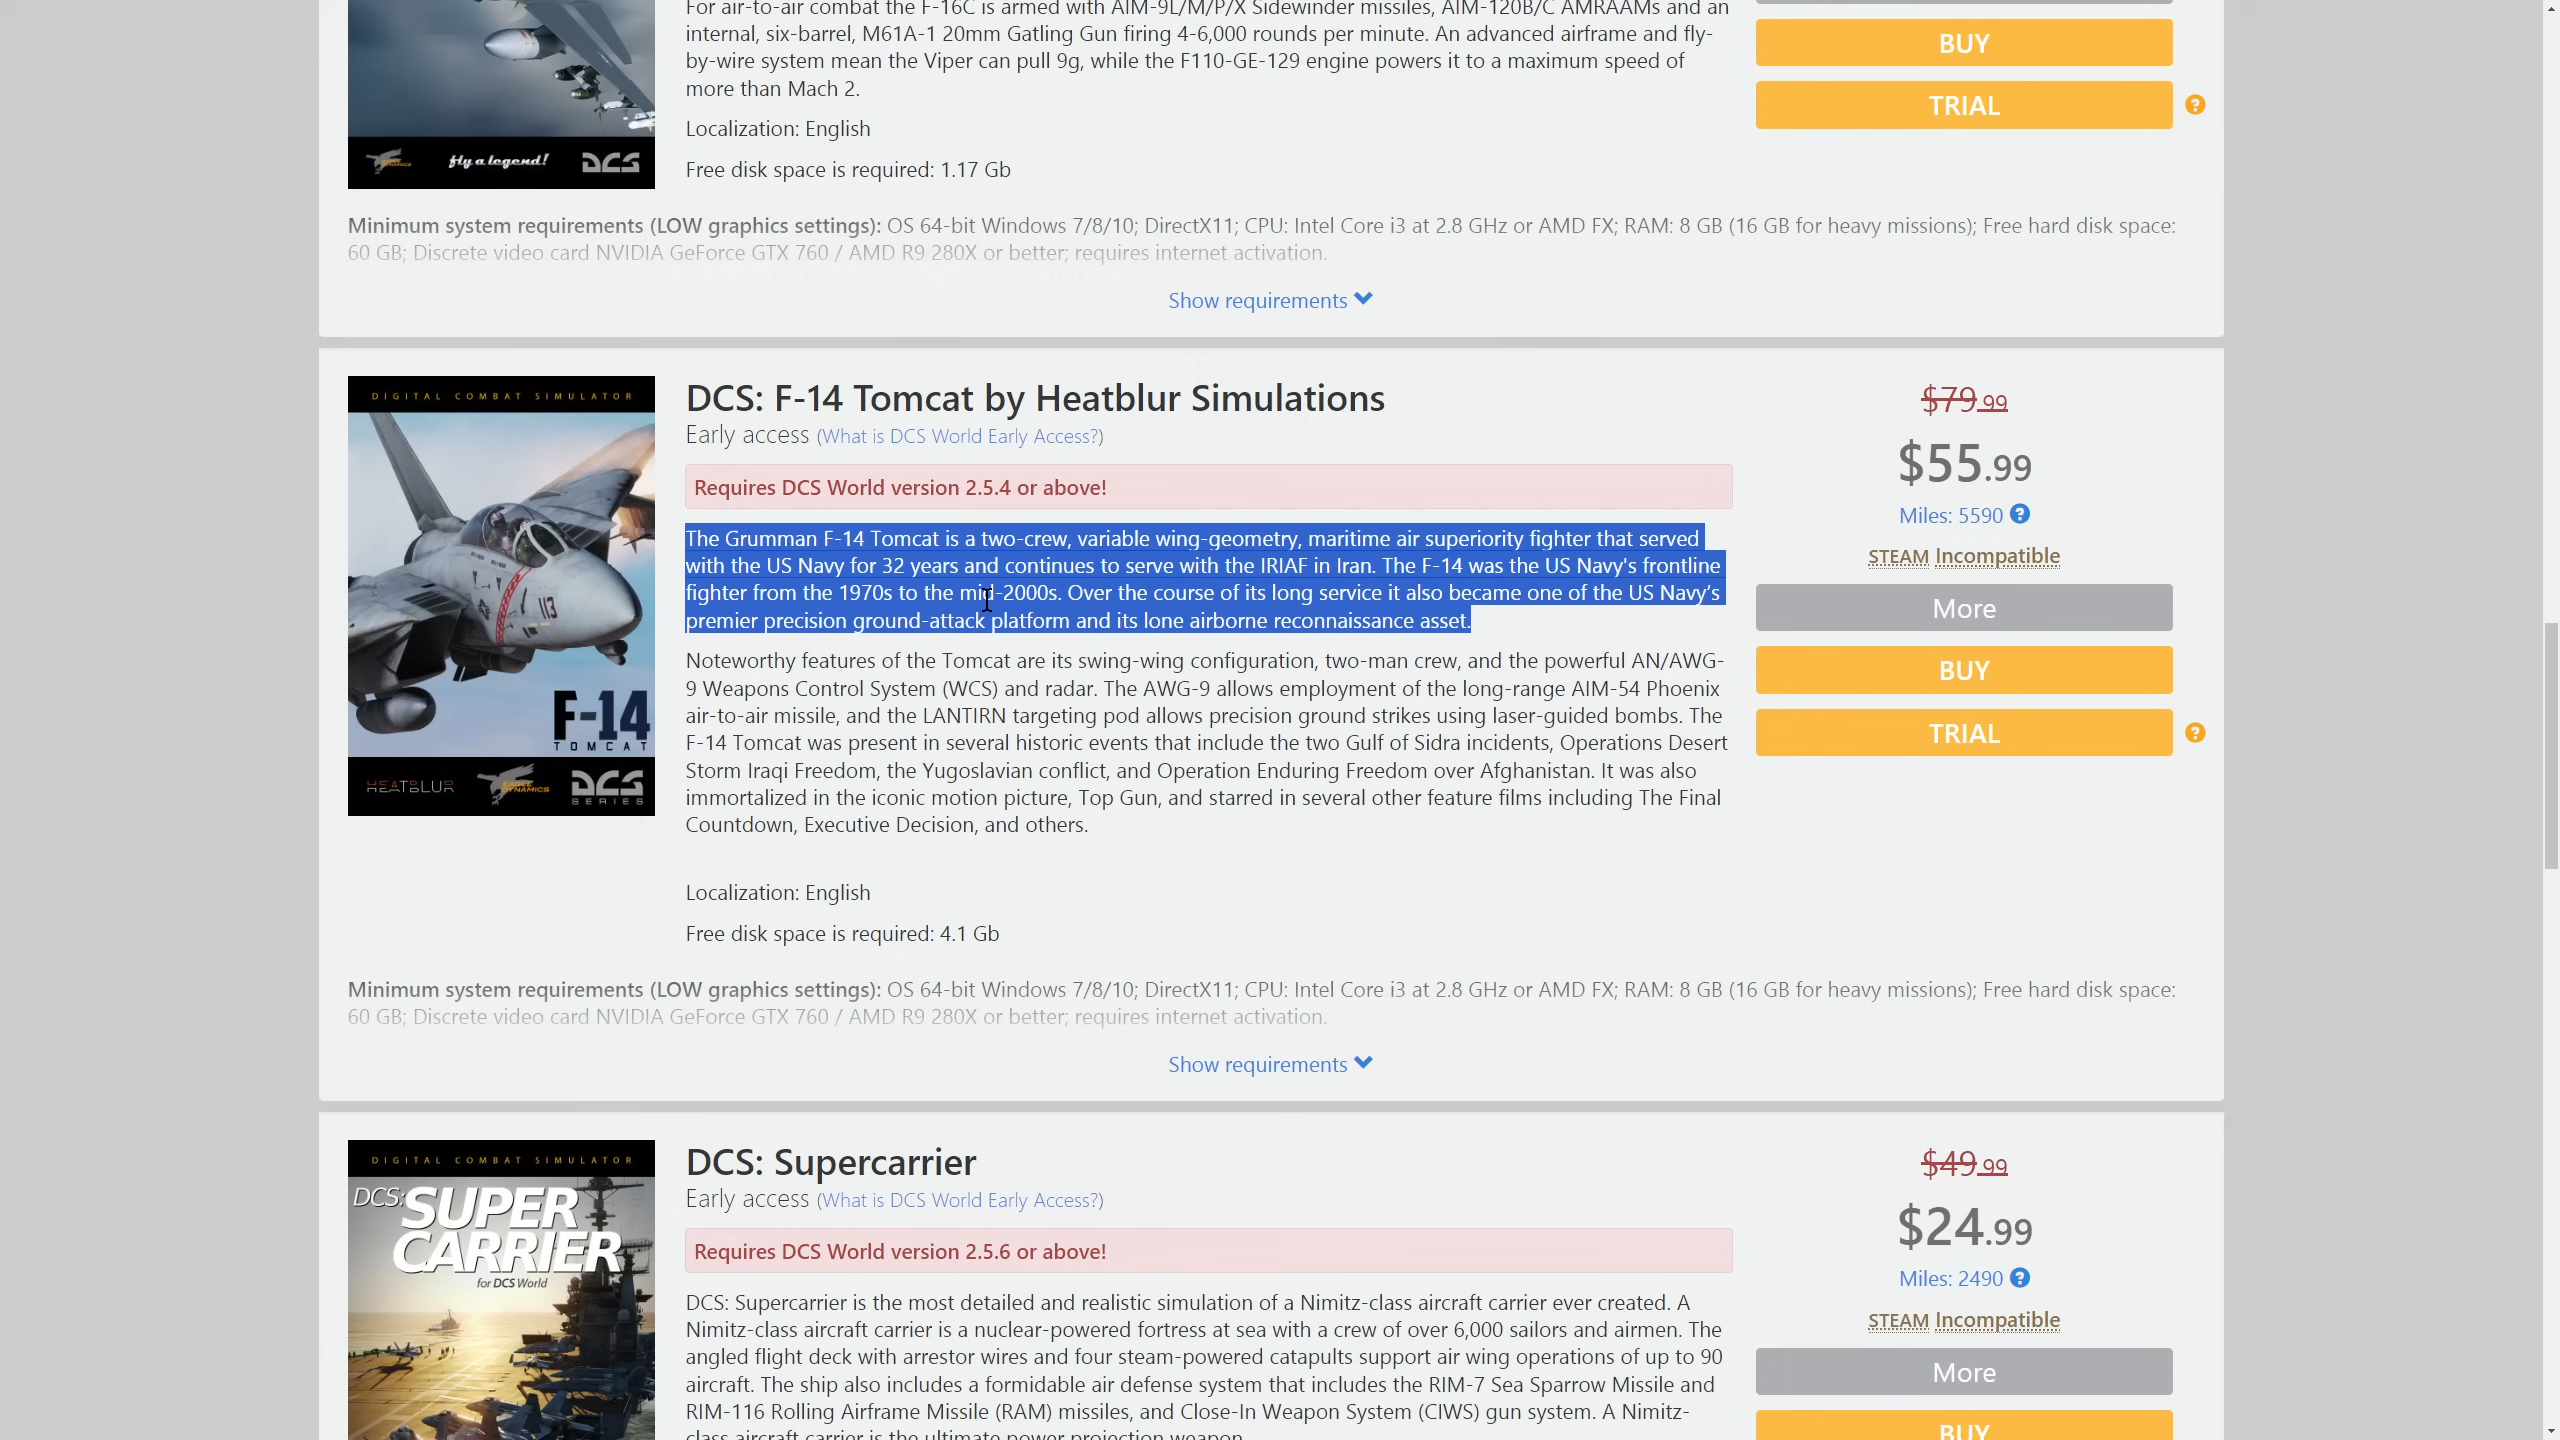 For air-to-air combat the F-16C is armed with AIM-9L/M/P/X Sidewinder missiles, AIM-120B/C AMRAAMs and an
internal, six-barrel, M61A-1 20mm Gatling Gun firing 4-6,000 rounds per minute. An advanced airframe and fly-
by-wire system mean the Viper can pull 9g, while the F110-GE-129 engine powers it to a maximum speed of
more than Mach 2.
BUY
TRIAL
Localization: English
fly a legend!
DCS
Free disk space is required: 1.17 Gb
Minimum system requirements (LOW graphics settings): OS 64-bit Windows 7/8/10; DirectX11; CPU: Intel Core i3 at 2.8 GHz or AMD FX; RAM: 8 GB (16 GB for heavy missions); Free hard disk space:
60 GB; Discrete video card NVIDIA GeForce GTX 760 / AMD R9 280X or better; requires internet activation.
Show requirements
DIGITAL COMBAT SIMULATOR
113
F-14
TOMCAT
HEATBLUR
EAGLE DYNAMICS
DCS
SERIES
DCS: F-14 Tomcat by Heatblur Simulations
Early access (What is DCS World Early Access?)
Requires DCS World version 2.5.4 or above!
The Grumman F-14 Tomcat is a two-crew, variable wing-geometry, maritime air superiority fighter that served
with the US Navy for 32 years and continues to serve with the IRIAF in Iran. The F-14 was the US Navy's frontline
fighter from the 1970s to the mid-2000s. Over the course of its long service it also became one of the US Navy's
premier precision ground-attack platform and its lone airborne reconnaissance asset.
Noteworthy features of the Tomcat are its swing-wing configuration, two-man crew, and the powerful AN/AWG-
9 Weapons Control System (WCS) and radar. The AWG-9 allows employment of the long-range AIM-54 Phoenix
air-to-air missile, and the LANTIRN targeting pod allows precision ground strikes using laser-guided bombs. The
F-14 Tomcat was present in several historic events that include the two Gulf of Sidra incidents, Operations Desert
Storm Iraqi Freedom, the Yugoslavian conflict, and Operation Enduring Freedom over Afghanistan. It was also
immortalized in the iconic motion picture, Top Gun, and starred in several other feature films including The Final
Countdown, Executive Decision, and others.
Localization: English
Free disk space is required: 4.1 Gb
$79.99
$55.99
Miles: 5590
STEAM Incompatible
More
BUY
TRIAL
Minimum system requirements (LOW graphics settings): OS 64-bit Windows 7/8/10; DirectX11; CPU: Intel Core i3 at 2.8 GHz or AMD FX; RAM: 8 GB (16 GB for heavy missions); Free hard disk space:
60 GB; Discrete video card NVIDIA GeForce GTX 760 / AMD R9 280X or better; requires internet activation.
Show requirements
DIGITAL COMBAT SIMULATOR
DCS:
SUPER
CARRIER
for DCS World
DCS: Supercarrier
Early access (What is DCS World Early Access?)
Requires DCS World version 2.5.6 or above!
DCS: Supercarrier is the most detailed and realistic simulation of a Nimitz-class aircraft carrier ever created. A
Nimitz-class aircraft carrier is a nuclear-powered fortress at sea with a crew of over 6,000 sailors and airmen. The
angled flight deck with arrestor wires and four steam-powered catapults support air wing operations of up to 90
aircraft. The ship also includes a formidable air defense system that includes the RIM-7 Sea Sparrow Missile and
RIM-116 Rolling Airframe Missile (RAM) missiles, and Close-In Weapon System (CIWS) gun system. A Nimitz-
class aircraft carrier is the ultimate power projection weapon.
$49.99
$24.99
Miles: 2490
STEAM Incompatible
More
BUY